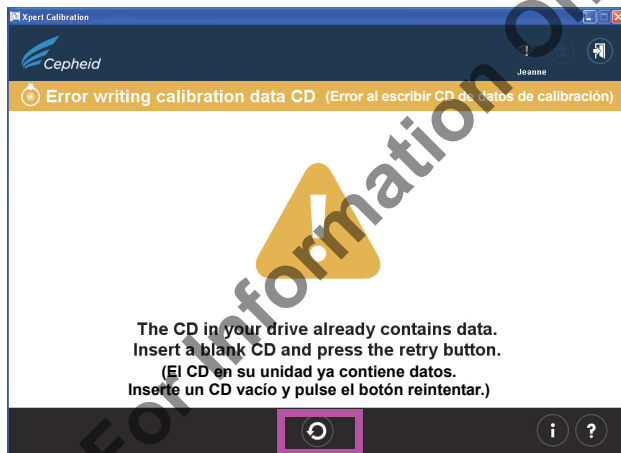 Xpert Calibration
Cepheid
Jeanne
Error writing calibration data CD (Error al escribir CD de datos de calibración)
The CD in your drive already contains data.
Insert a blank CD and press the retry button.
(El CD en su unidad ya contiene datos.
Inserte un CD vacío y pulse el botón reintentar.)
i ?
For Information On